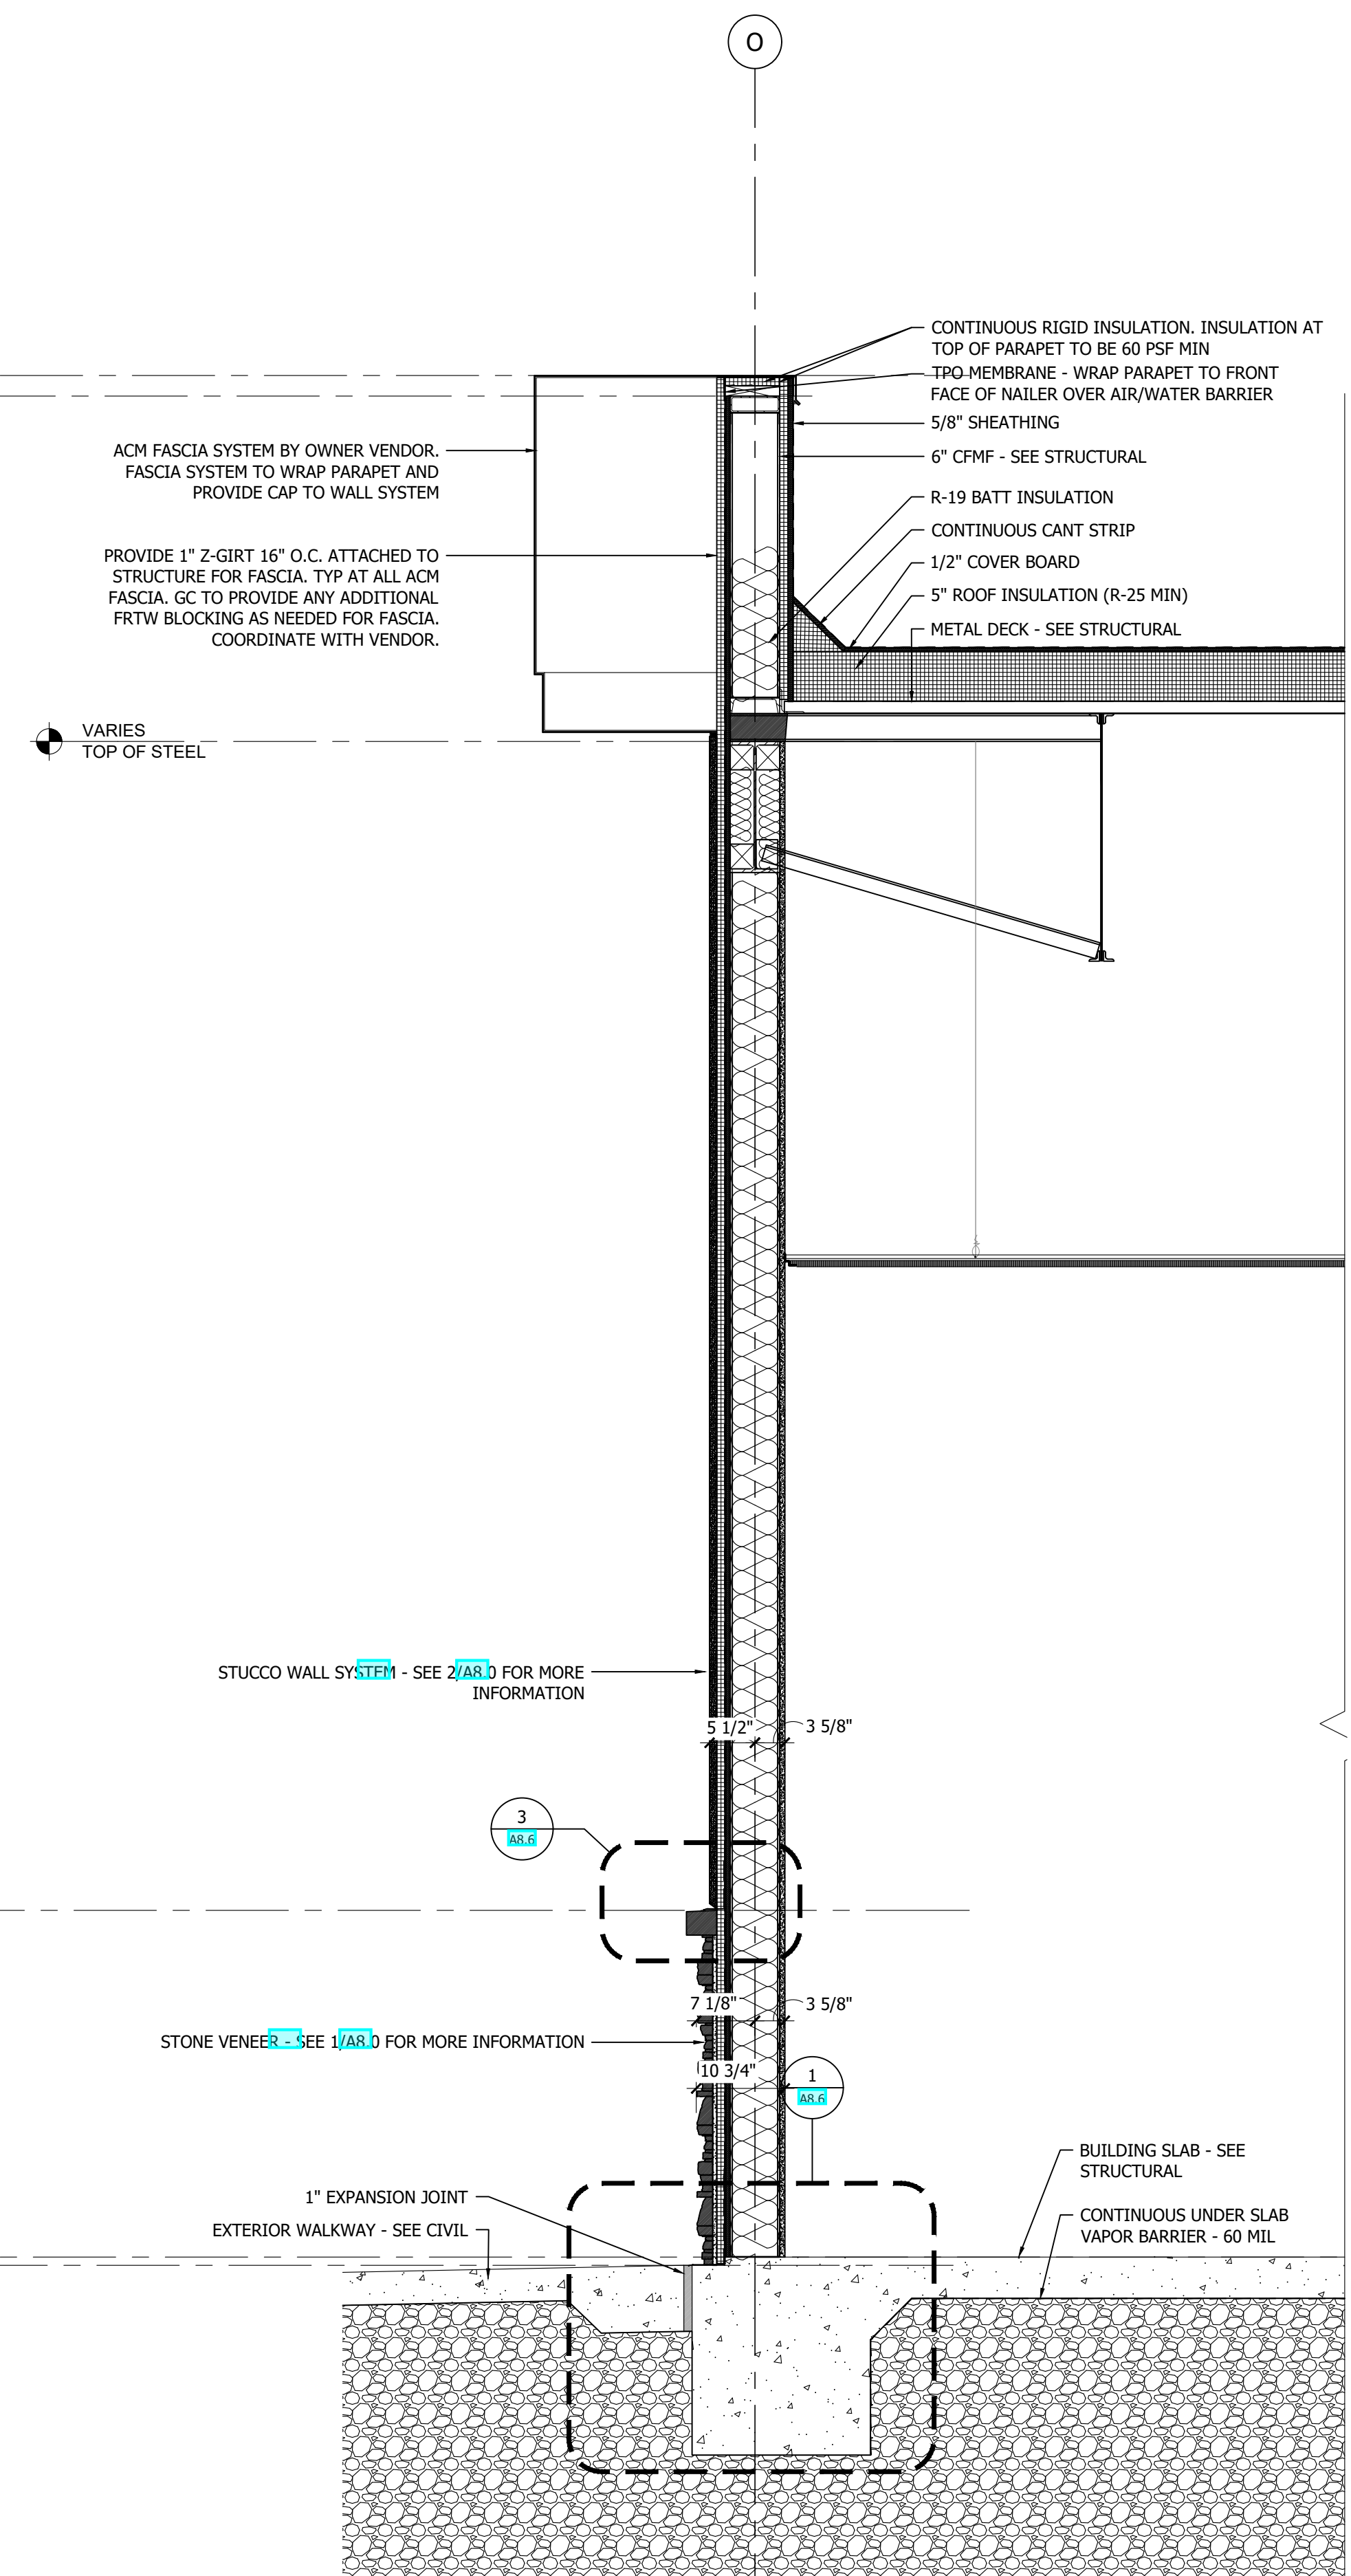 O
CONTINUOUS RIGID INSULATION. INSULATION AT
TOP OF PARAPET TO BE 60 PSF MIN
TPO MEMBRANE - WRAP PARAPET TO FRONT
FACE OF NAILER OVER AIR/WATER BARRIER
5/8" SHEATHING
6" CFMF - SEE STRUCTURAL
R-19 BATT INSULATION
CONTINUOUS CANT STRIP
1/2" COVER BOARD
5" ROOF INSULATION (R-25 MIN)
METAL DECK - SEE STRUCTURAL
ACM FASCIA SYSTEM BY OWNER VENDOR.
FASCIA SYSTEM TO WRAP PARAPET AND
PROVIDE CAP TO WALL SYSTEM
PROVIDE 1" Z-GIRT 16" O.C. ATTACHED TO
STRUCTURE FOR FASCIA. TYP AT ALL ACM
FASCIA. GC TO PROVIDE ANY ADDITIONAL
FRTW BLOCKING AS NEEDED FOR FASCIA.
COORDINATE WITH VENDOR.
VARIES
TOP OF STEEL
STUCCO WALL SYSTEM - SEE 2/A8.0 FOR MORE
INFORMATION
5 1/2"
3 5/8"
3
A8.6
7 1/8"
3 5/8"
STONE VENEER - SEE 1/A8.0 FOR MORE INFORMATION
10 3/4"
1
A8.6
BUILDING SLAB - SEE
STRUCTURAL
1" EXPANSION JOINT
EXTERIOR WALKWAY - SEE CIVIL
CONTINUOUS UNDER SLAB
VAPOR BARRIER - 60 MIL